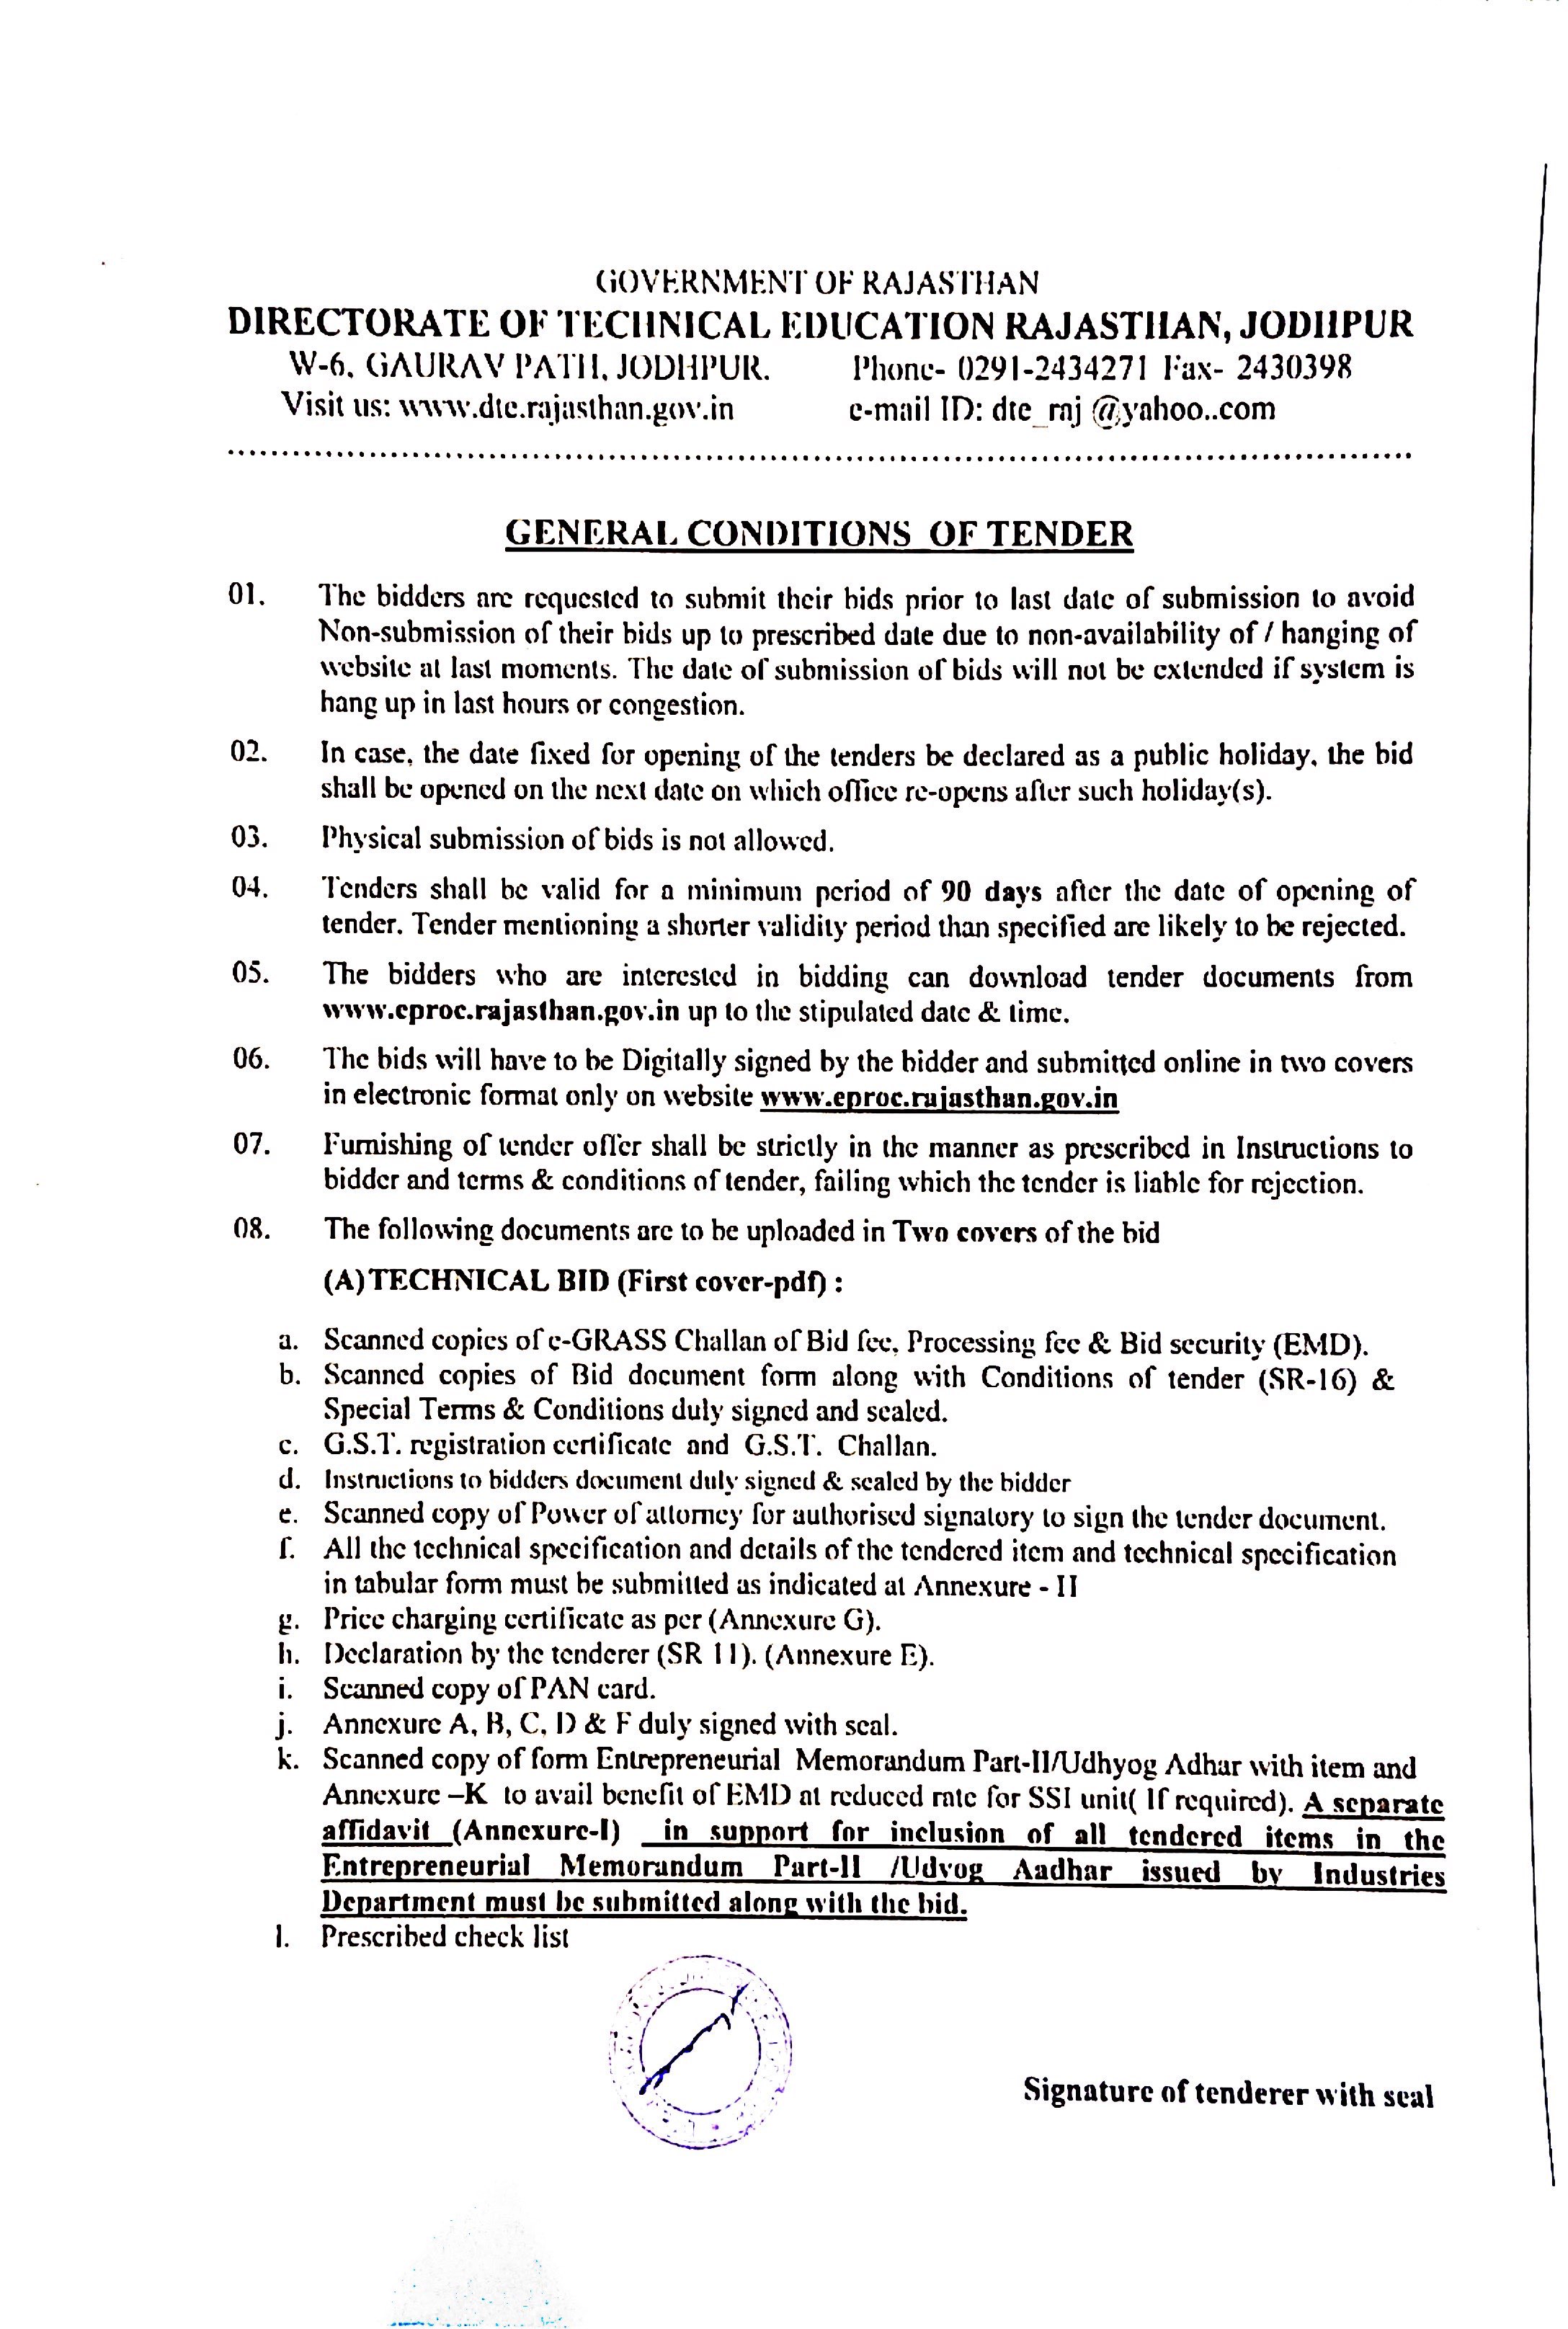 GOVERNMENT OF RAJASTHAN
DIRECTORATE OF TECHNICAL EDUCATION RAJASTHAN, JODHPUR
W-6, GAURAV PATH, JODHPUR. Phone- 0291-2434271 Fax- 2430398
Visit us: www.dte.rajasthan.gov.in e-mail ID: dte_raj @yahoo..com
GENERAL CONDITIONS OF TENDER
01. The bidders are requested to submit their bids prior to last date of submission to avoid
Non-submission of their bids up to prescribed date due to non-availability of / hanging of
website at last moments. The date of submission of bids will not be extended if system is
hang up in last hours or congestion.
02. In case, the date fixed for opening of the tenders be declared as a public holiday, the bid
shall be opened on the next date on which office re-opens after such holiday(s).
03. Physical submission of bids is not allowed.
04. Tenders shall be valid for a minimum period of 90 days after the date of opening of
tender. Tender mentioning a shorter validity period than specified are likely to be rejected.
05. The bidders who are interested in bidding can download tender documents from
www.eproc.rajasthan.gov.in up to the stipulated date & time.
06. The bids will have to be Digitally signed by the bidder and submitted online in two covers
in electronic format only on website www.eproc.rajasthan.gov.in
07. Furnishing of tender offer shall be strictly in the manner as prescribed in Instructions to
bidder and terms & conditions of tender, failing which the tender is liable for rejection.
08. The following documents are to be uploaded in Two covers of the bid
(A)TECHNICAL BID (First cover-pdf) :
a. Scanned copies of e-GRASS Challan of Bid fee, Processing fee & Bid security (EMD).
b. Scanned copies of Bid document form along with Conditions of tender (SR-16) &
Special Terms & Conditions duly signed and sealed.
c. G.S.T. registration certificate and G.S.T. Challan.
d. Instructions to bidders document duly signed & sealed by the bidder
e. Scanned copy of Power of attorney for authorised signatory to sign the tender document.
f. All the technical specification and details of the tendered item and technical specification
in tabular form must be submitted as indicated at Annexure - II
g. Price charging certificate as per (Annexure G).
h. Declaration by the tenderer (SR 11). (Annexure E).
i. Scanned copy of PAN card.
j. Annexure A, B, C, D & F duly signed with seal.
k. Scanned copy of form Entrepreneurial Memorandum Part-II/Udhyog Adhar with item and
Annexure –K to avail benefit of EMD at reduced rate for SSI unit( If required). A separate
affidavit (Annexure-I) in support for inclusion of all tendered items in the
Entrepreneurial Memorandum Part-II /Udyog Aadhar issued by Industries
Department must be submitted along with the bid.
l. Prescribed check list
Signature of tenderer with seal